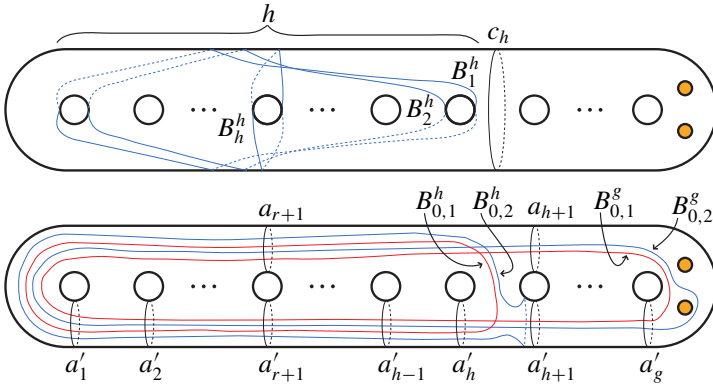 h
c_h
B_1^h
B_h^h
B_2^h
···
···
···
a_{r+1}
B_{0,1}^h
B_{0,2}^h
a_{h+1}
B_{0,1}^g
B_{0,2}^g
···
···
···
a'_1
a'_2
a'_{r+1}
a'_{h−1}
a'_h
a'_{h+1}
a'_g